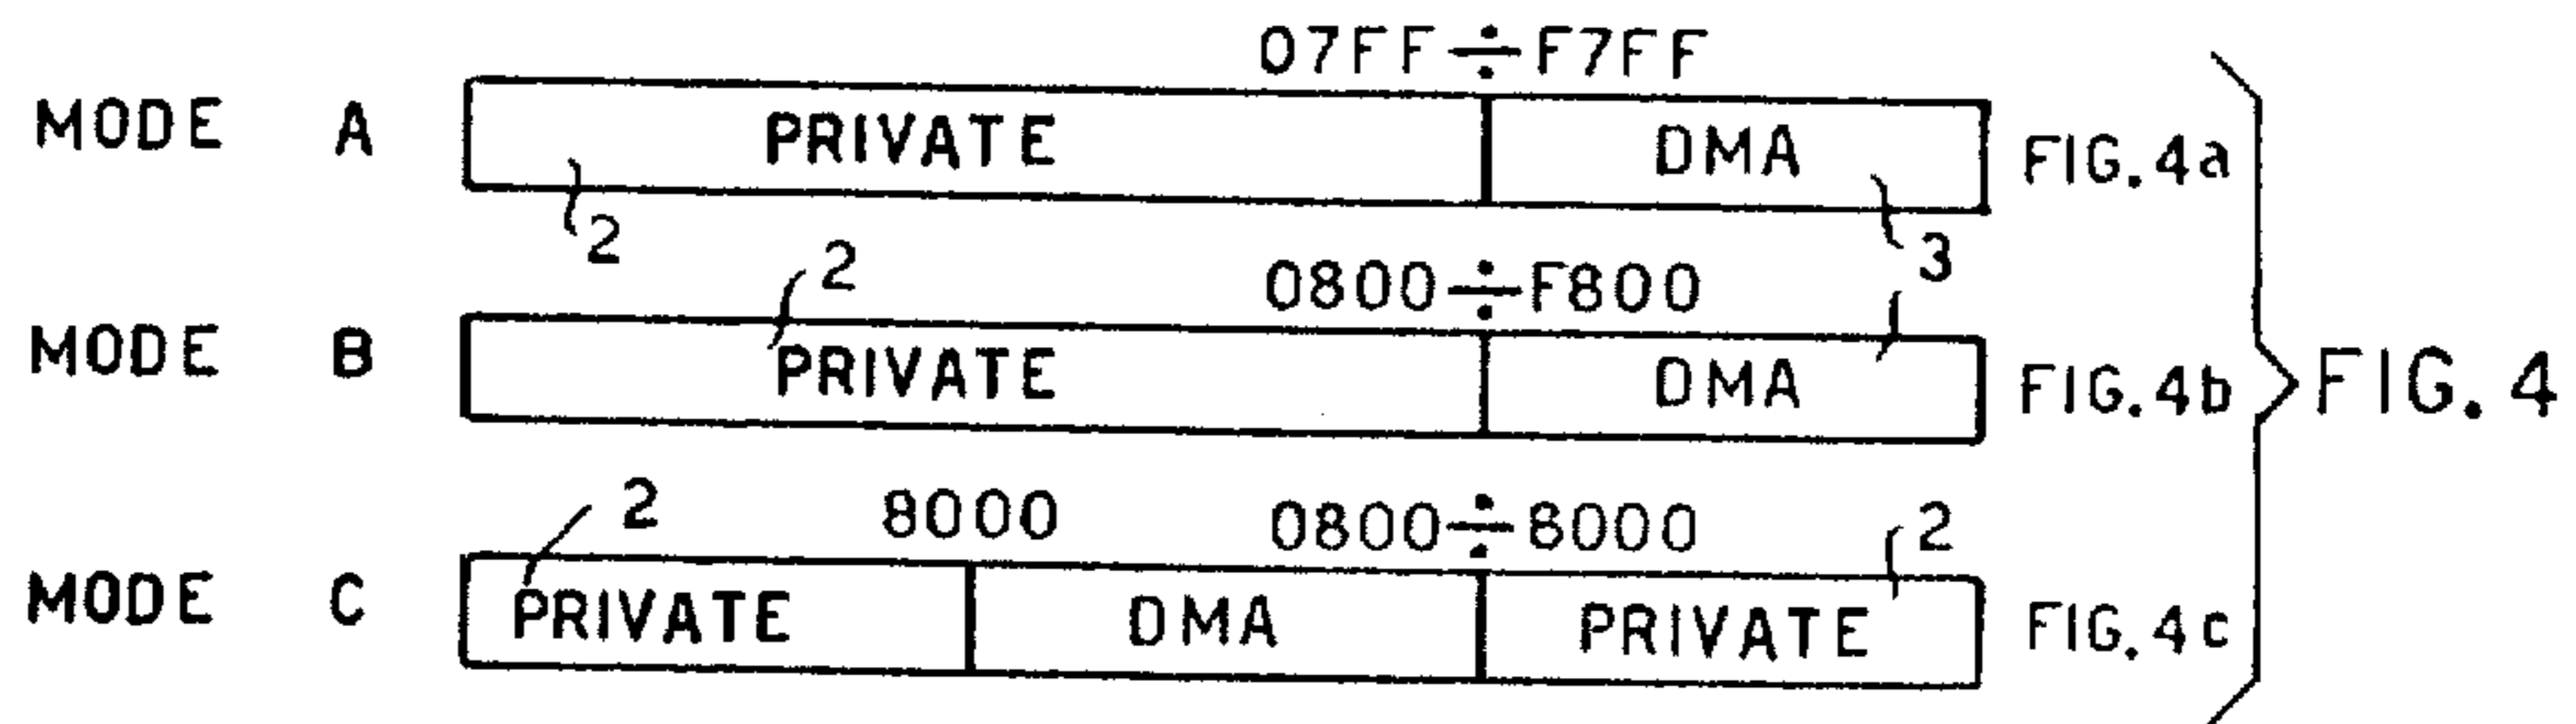 07FF÷F7FF
MODE A PRIVATE DMA FIG.4a
2 3
2 0800÷F800
MODE B PRIVATE DMA FIG.4b
FIG. 4
2 8000 0800÷8000 2
MODE C PRIVATE DMA PRIVATE FIG.4c